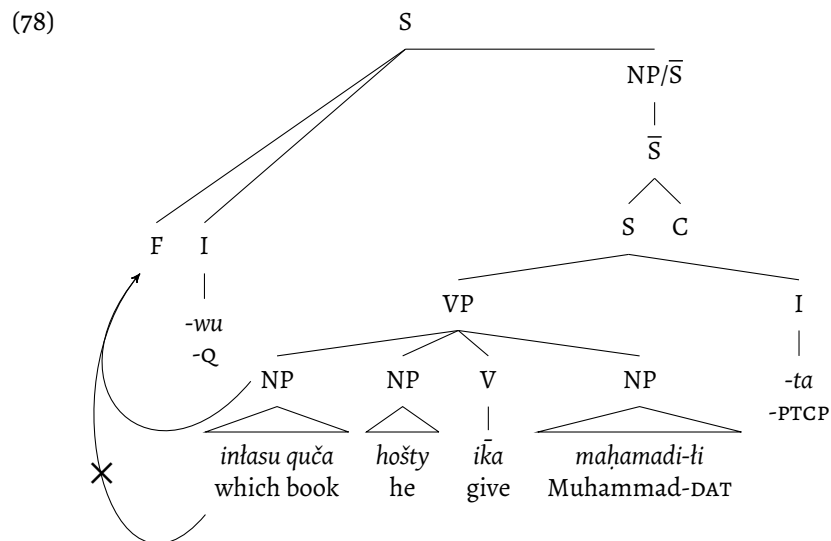 (78)
S
NP/S̅
S̅
S C
F I
VP I
-wu
-Q
NP NP V NP
-ta
-PTCP
inłasu quča hošty ik̄a maḥamadi-łi
which book he give Muhammad-DAT